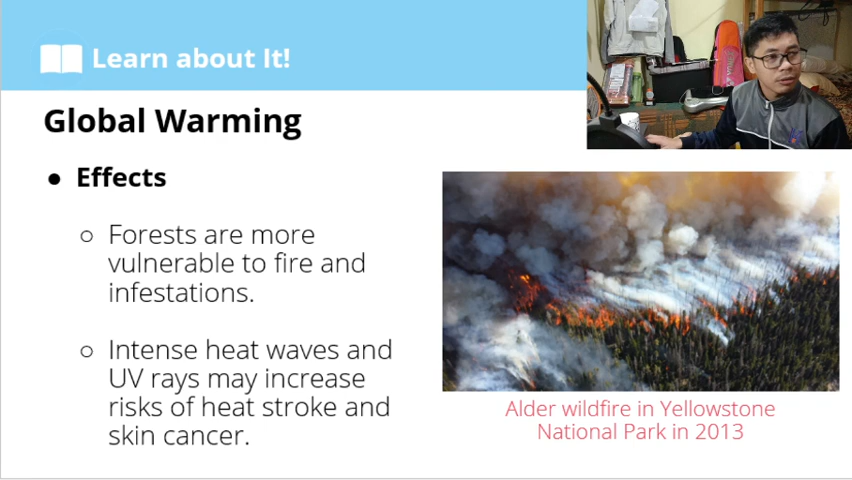 Learn about It!
Global Warming
● Effects
○ Forests are more
vulnerable to fire and
infestations.
○ Intense heat waves and
UV rays may increase
risks of heat stroke and
skin cancer.
Alder wildfire in Yellowstone
National Park in 2013